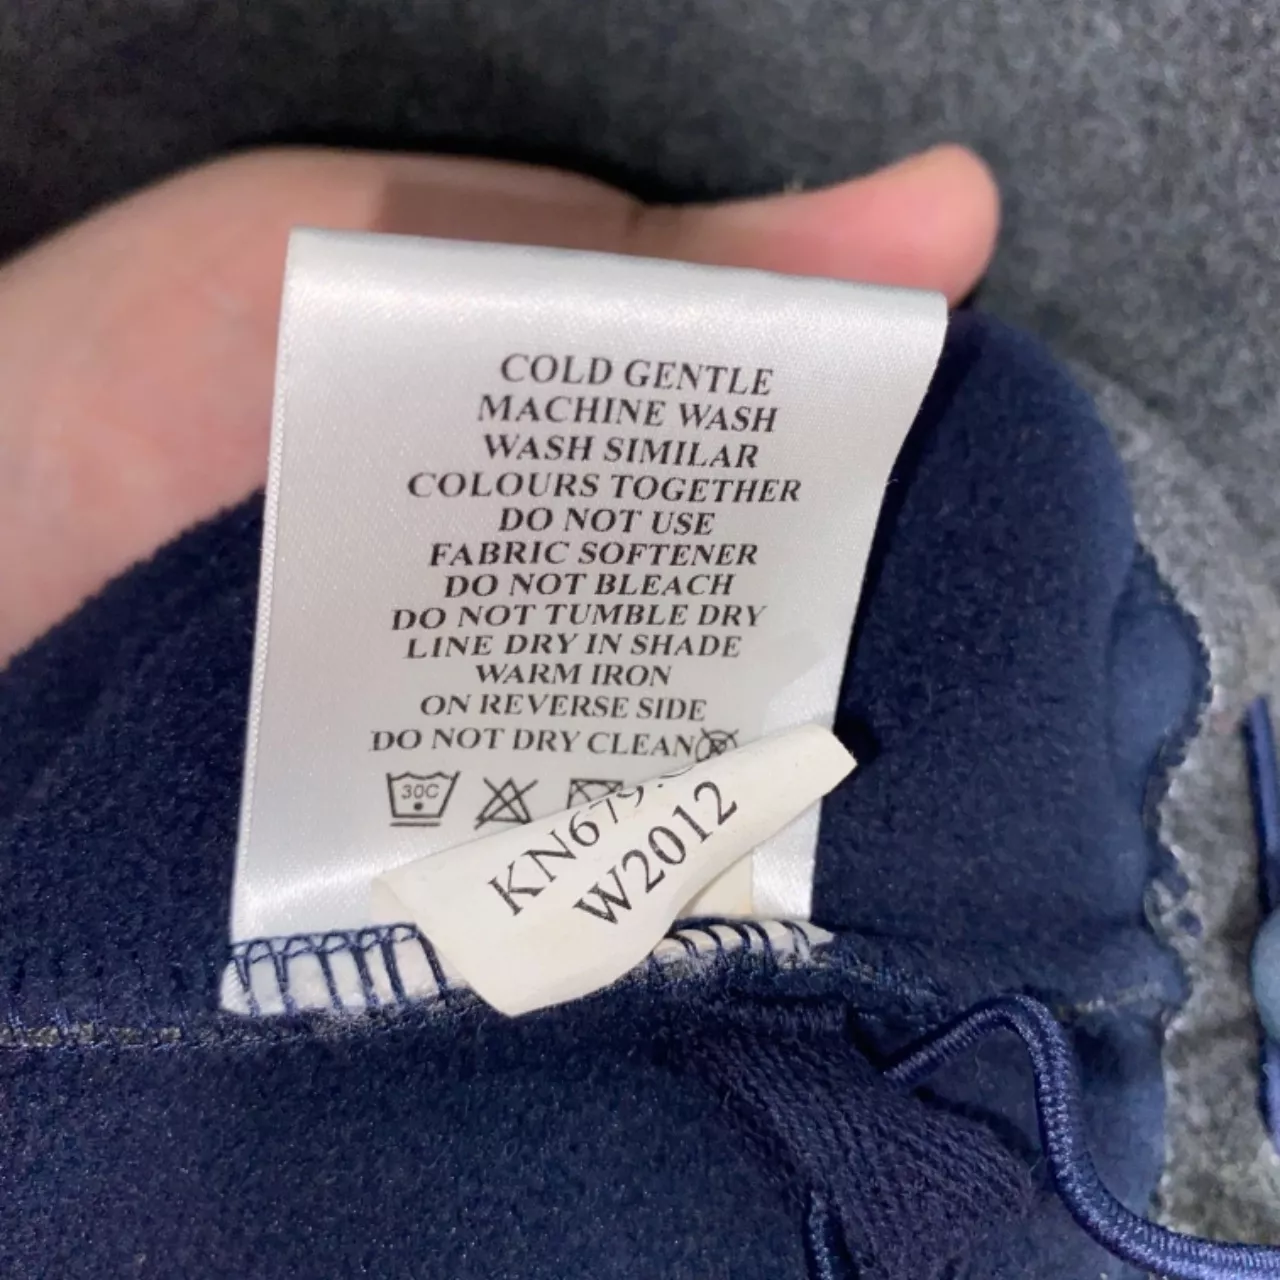 COLD GENTLE
MACHINE WASH
WASH SIMILAR
COLOURS TOGETHER
DO NOT USE
FABRIC SOFTENER
DO NOT BLEACH
DO NOT TUMBLE DRY
LINE DRY IN SHADE
WARM IRON
ON REVERSE SIDE
DO NOT DRY CLEAN
30C
W2012